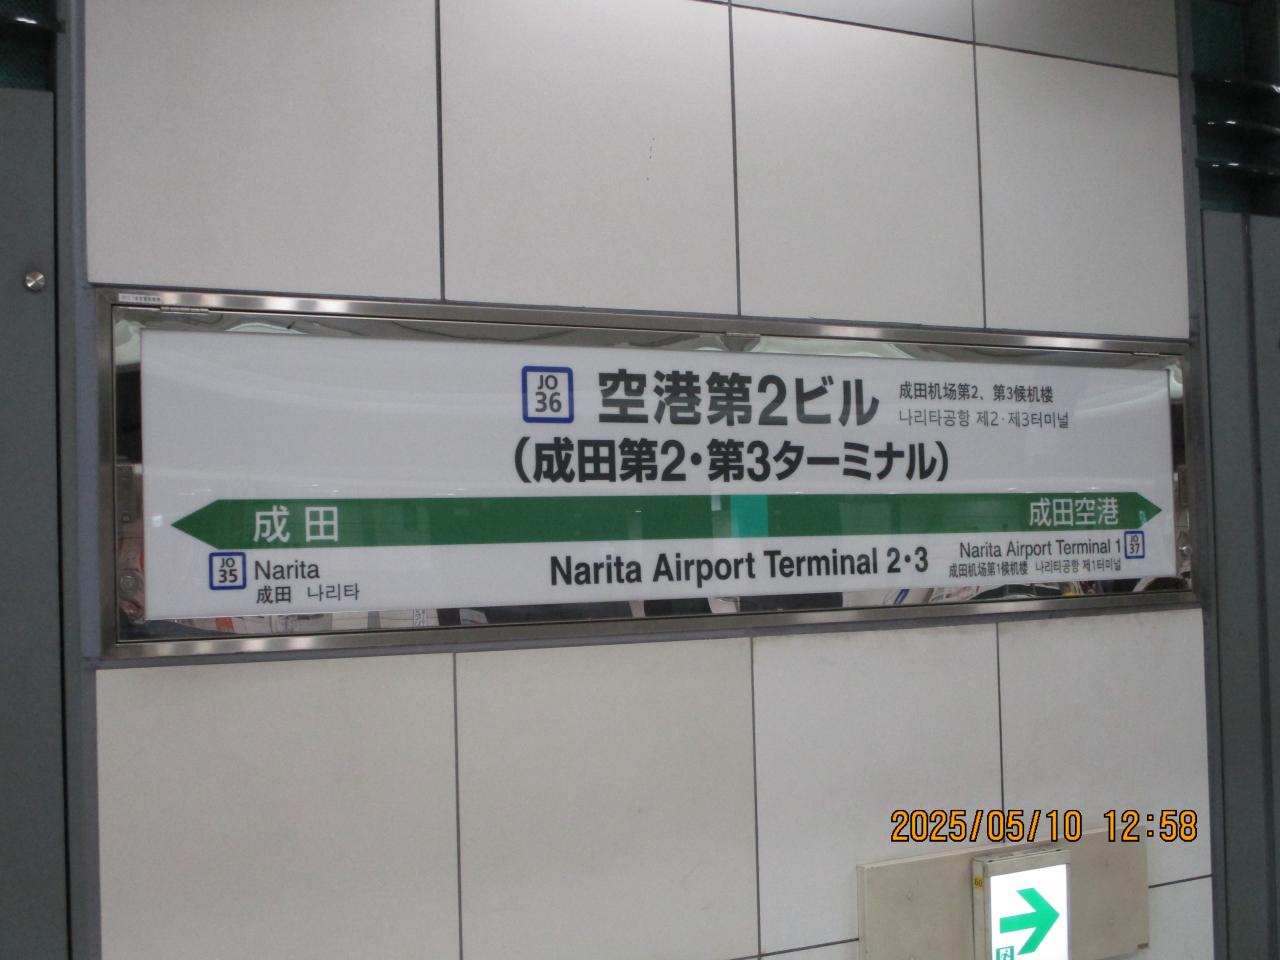 JO
36
空港第2ビル
成田机场第2、第3候机楼
나리타공항 제2·제3터미널
(成田第2・第3ターミナル)
成田
成田空港
JO
35
Narita
成田 나리타
Narita Airport Terminal 2・3
Narita Airport Terminal 1
JO
37
成田机场第1候机楼 나리타공항 제1터미널
2025/05/10 12:58